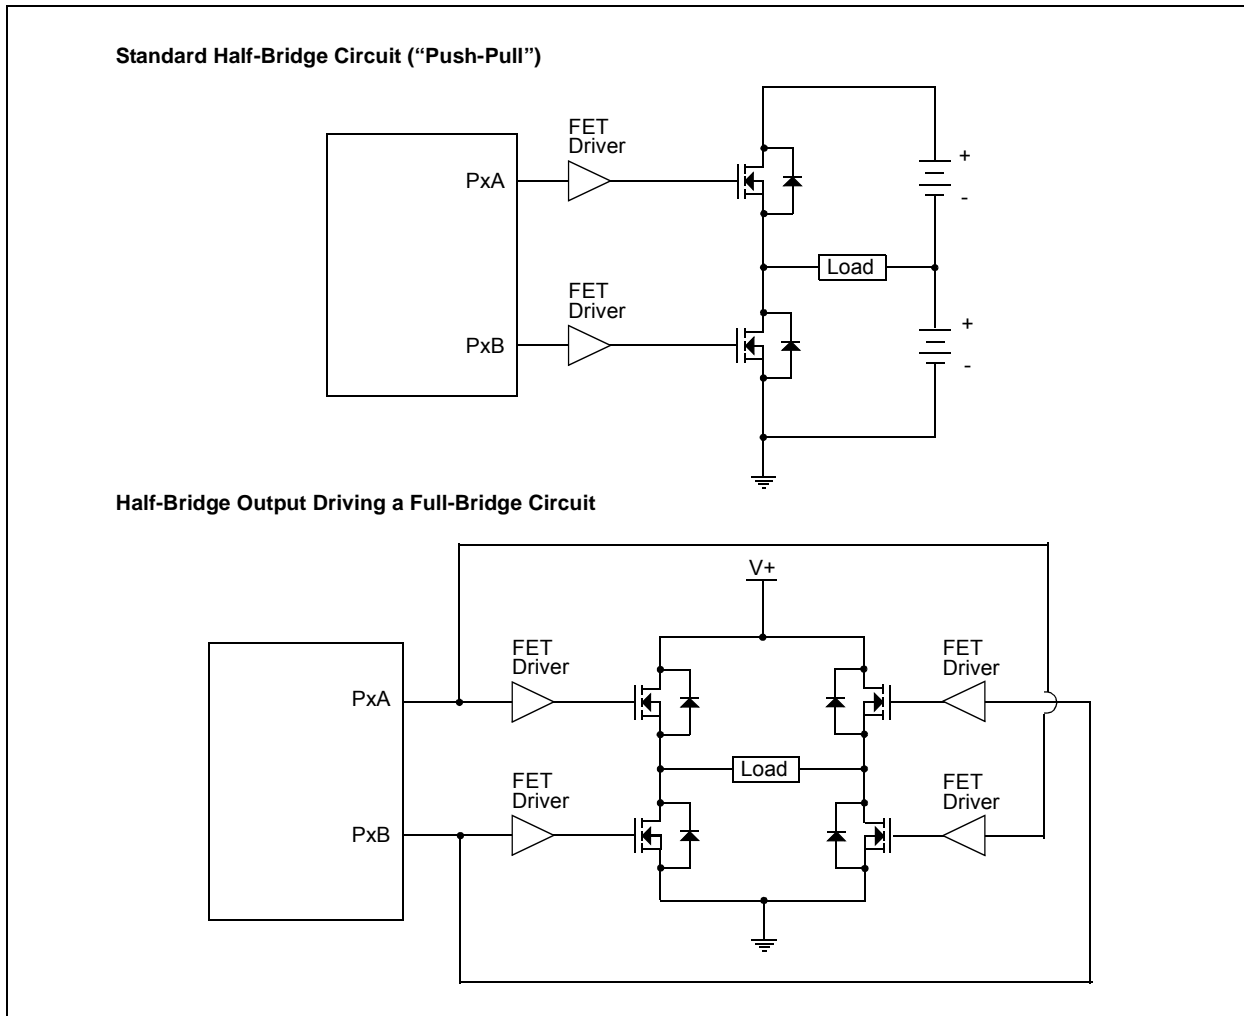 Standard Half-Bridge Circuit (“Push-Pull”)
FET
Driver
PxA
+
-
Load
FET
Driver
PxB
+
-
Half-Bridge Output Driving a Full-Bridge Circuit
V+
FET
Driver
FET
Driver
PxA
Load
FET
Driver
FET
Driver
PxB